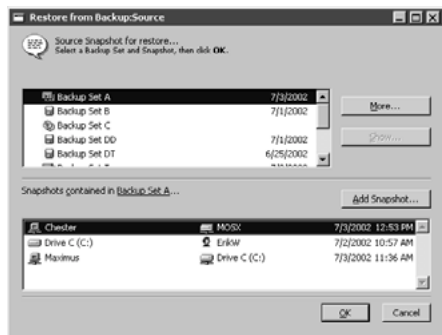 Restore from Backup:Source
Source Snapshot for restore...
Select a Backup Set and Snapshot, then click OK.
Backup Set A 7/3/2002
Backup Set B 7/1/2002
Backup Set C
Backup Set DD 7/1/2002
Backup Set DT 6/25/2002
More...
Show...
Snapshots contained in Backup Set A...
Add Snapshot...
Chester MOSX 7/3/2002 12:53 PM
Drive C (C:) ErikW 7/2/2002 10:57 AM
Maximus Drive C (C:) 7/3/2002 11:36 AM
OK Cancel